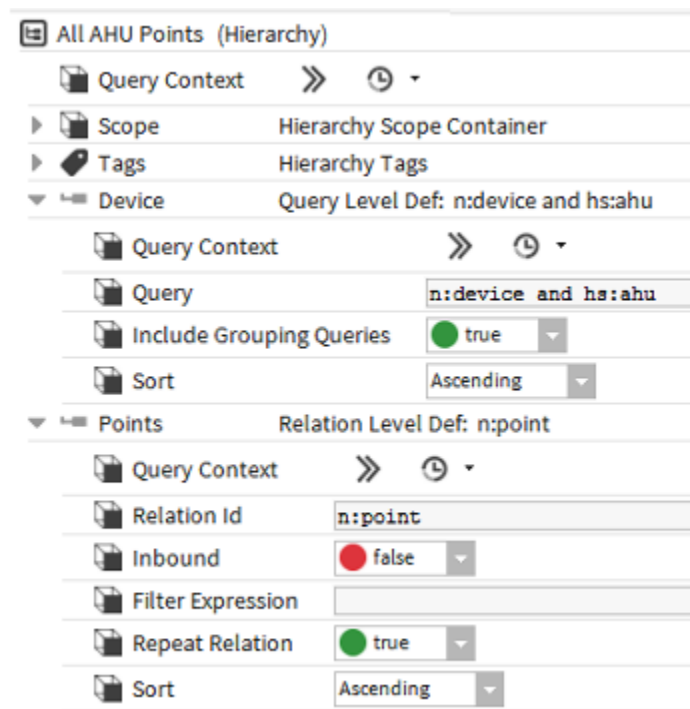 All AHU Points (Hierarchy)
Query Context
Scope Hierarchy Scope Container
Tags Hierarchy Tags
Device Query Level Def: n:device and hs:ahu
Query Context
Query n:device and hs:ahu
Include Grouping Queries true
Sort Ascending
Points Relation Level Def: n:point
Query Context
Relation Id n:point
Inbound false
Filter Expression
Repeat Relation true
Sort Ascending